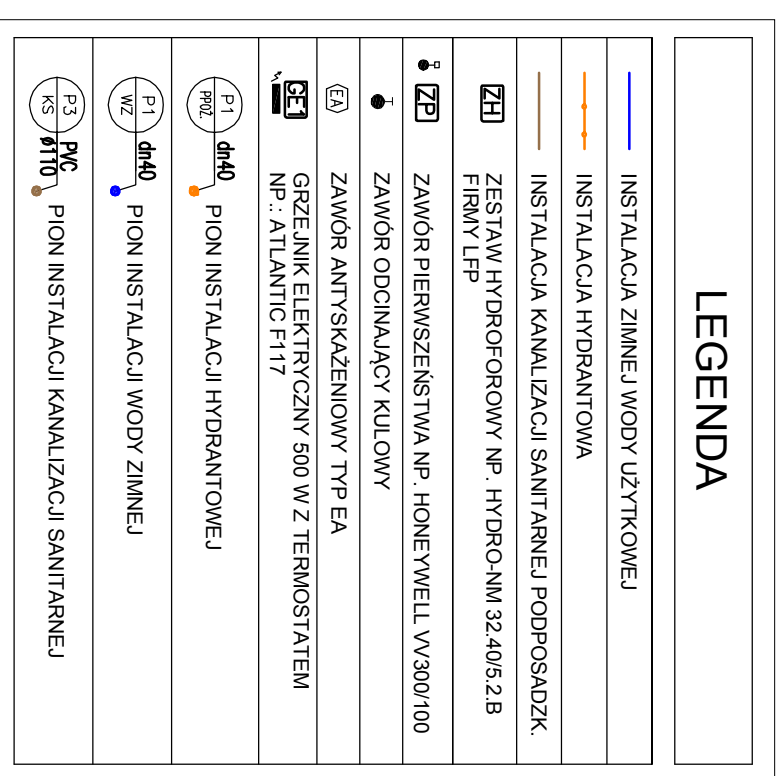 LEGENDA
INSTALACJA ZIMNEJ WODY UŻYTKOWEJ
INSTALACJA HYDRANTOWA
INSTALACJA KANALIZACJI SANITARNEJ PODPOSADZK.
ZH
ZESTAW HYDROFOROWY NP. HYDRO-NM 32.40/5.2.B
FIRMY LFP
ZP ZAWÓR PIERWSZEŃSTWA NP. HONEYWELL VV300/100
ZAWÓR ODCINAJĄCY KULOWY
EA ZAWÓR ANTYSKAŻENIOWY TYP EA
GE1
GRZEJNIK ELEKTRYCZNY 500 W Z TERMOSTATEM
NP.: ATLANTIC F117
P1
PPOŻ.
dn40
PION INSTALACJI HYDRANTOWEJ
P1
WZ
dn40
PION INSTALACJI WODY ZIMNEJ
P3
KS
PVC
ø110
PION INSTALACJI KANALIZACJI SANITARNEJ